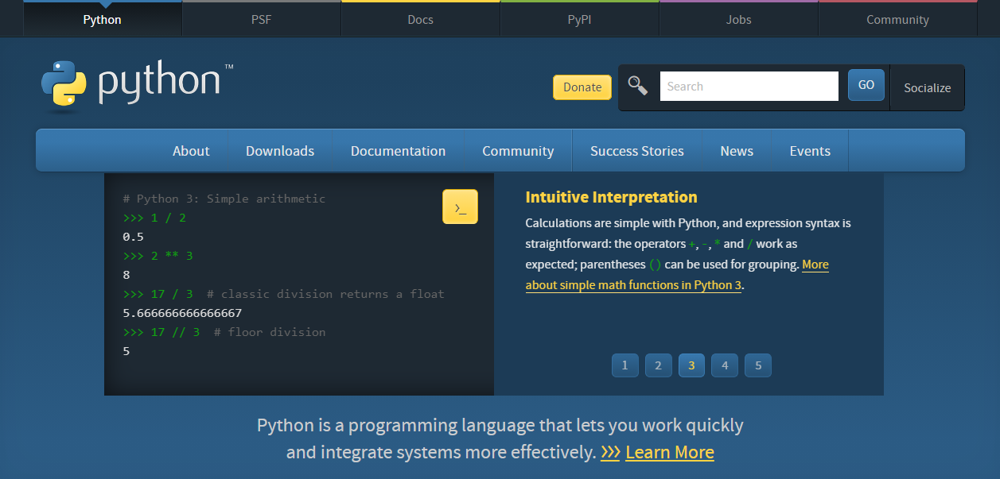 Python PSF Docs PyPI Jobs Community
python™
Donate Search GO Socialize
About Downloads Documentation Community Success Stories News Events
# Python 3: Simple arithmetic
>>> 1 / 2
0.5
>>> 2 ** 3
8
>>> 17 / 3  # classic division returns a float
5.666666666666667
>>> 17 // 3  # floor division
5
>_
Intuitive Interpretation
Calculations are simple with Python, and expression syntax is
straightforward: the operators +, -, * and / work as
expected; parentheses () can be used for grouping. More
about simple math functions in Python 3.
1 2 3 4 5
Python is a programming language that lets you work quickly
and integrate systems more effectively. >>> Learn More